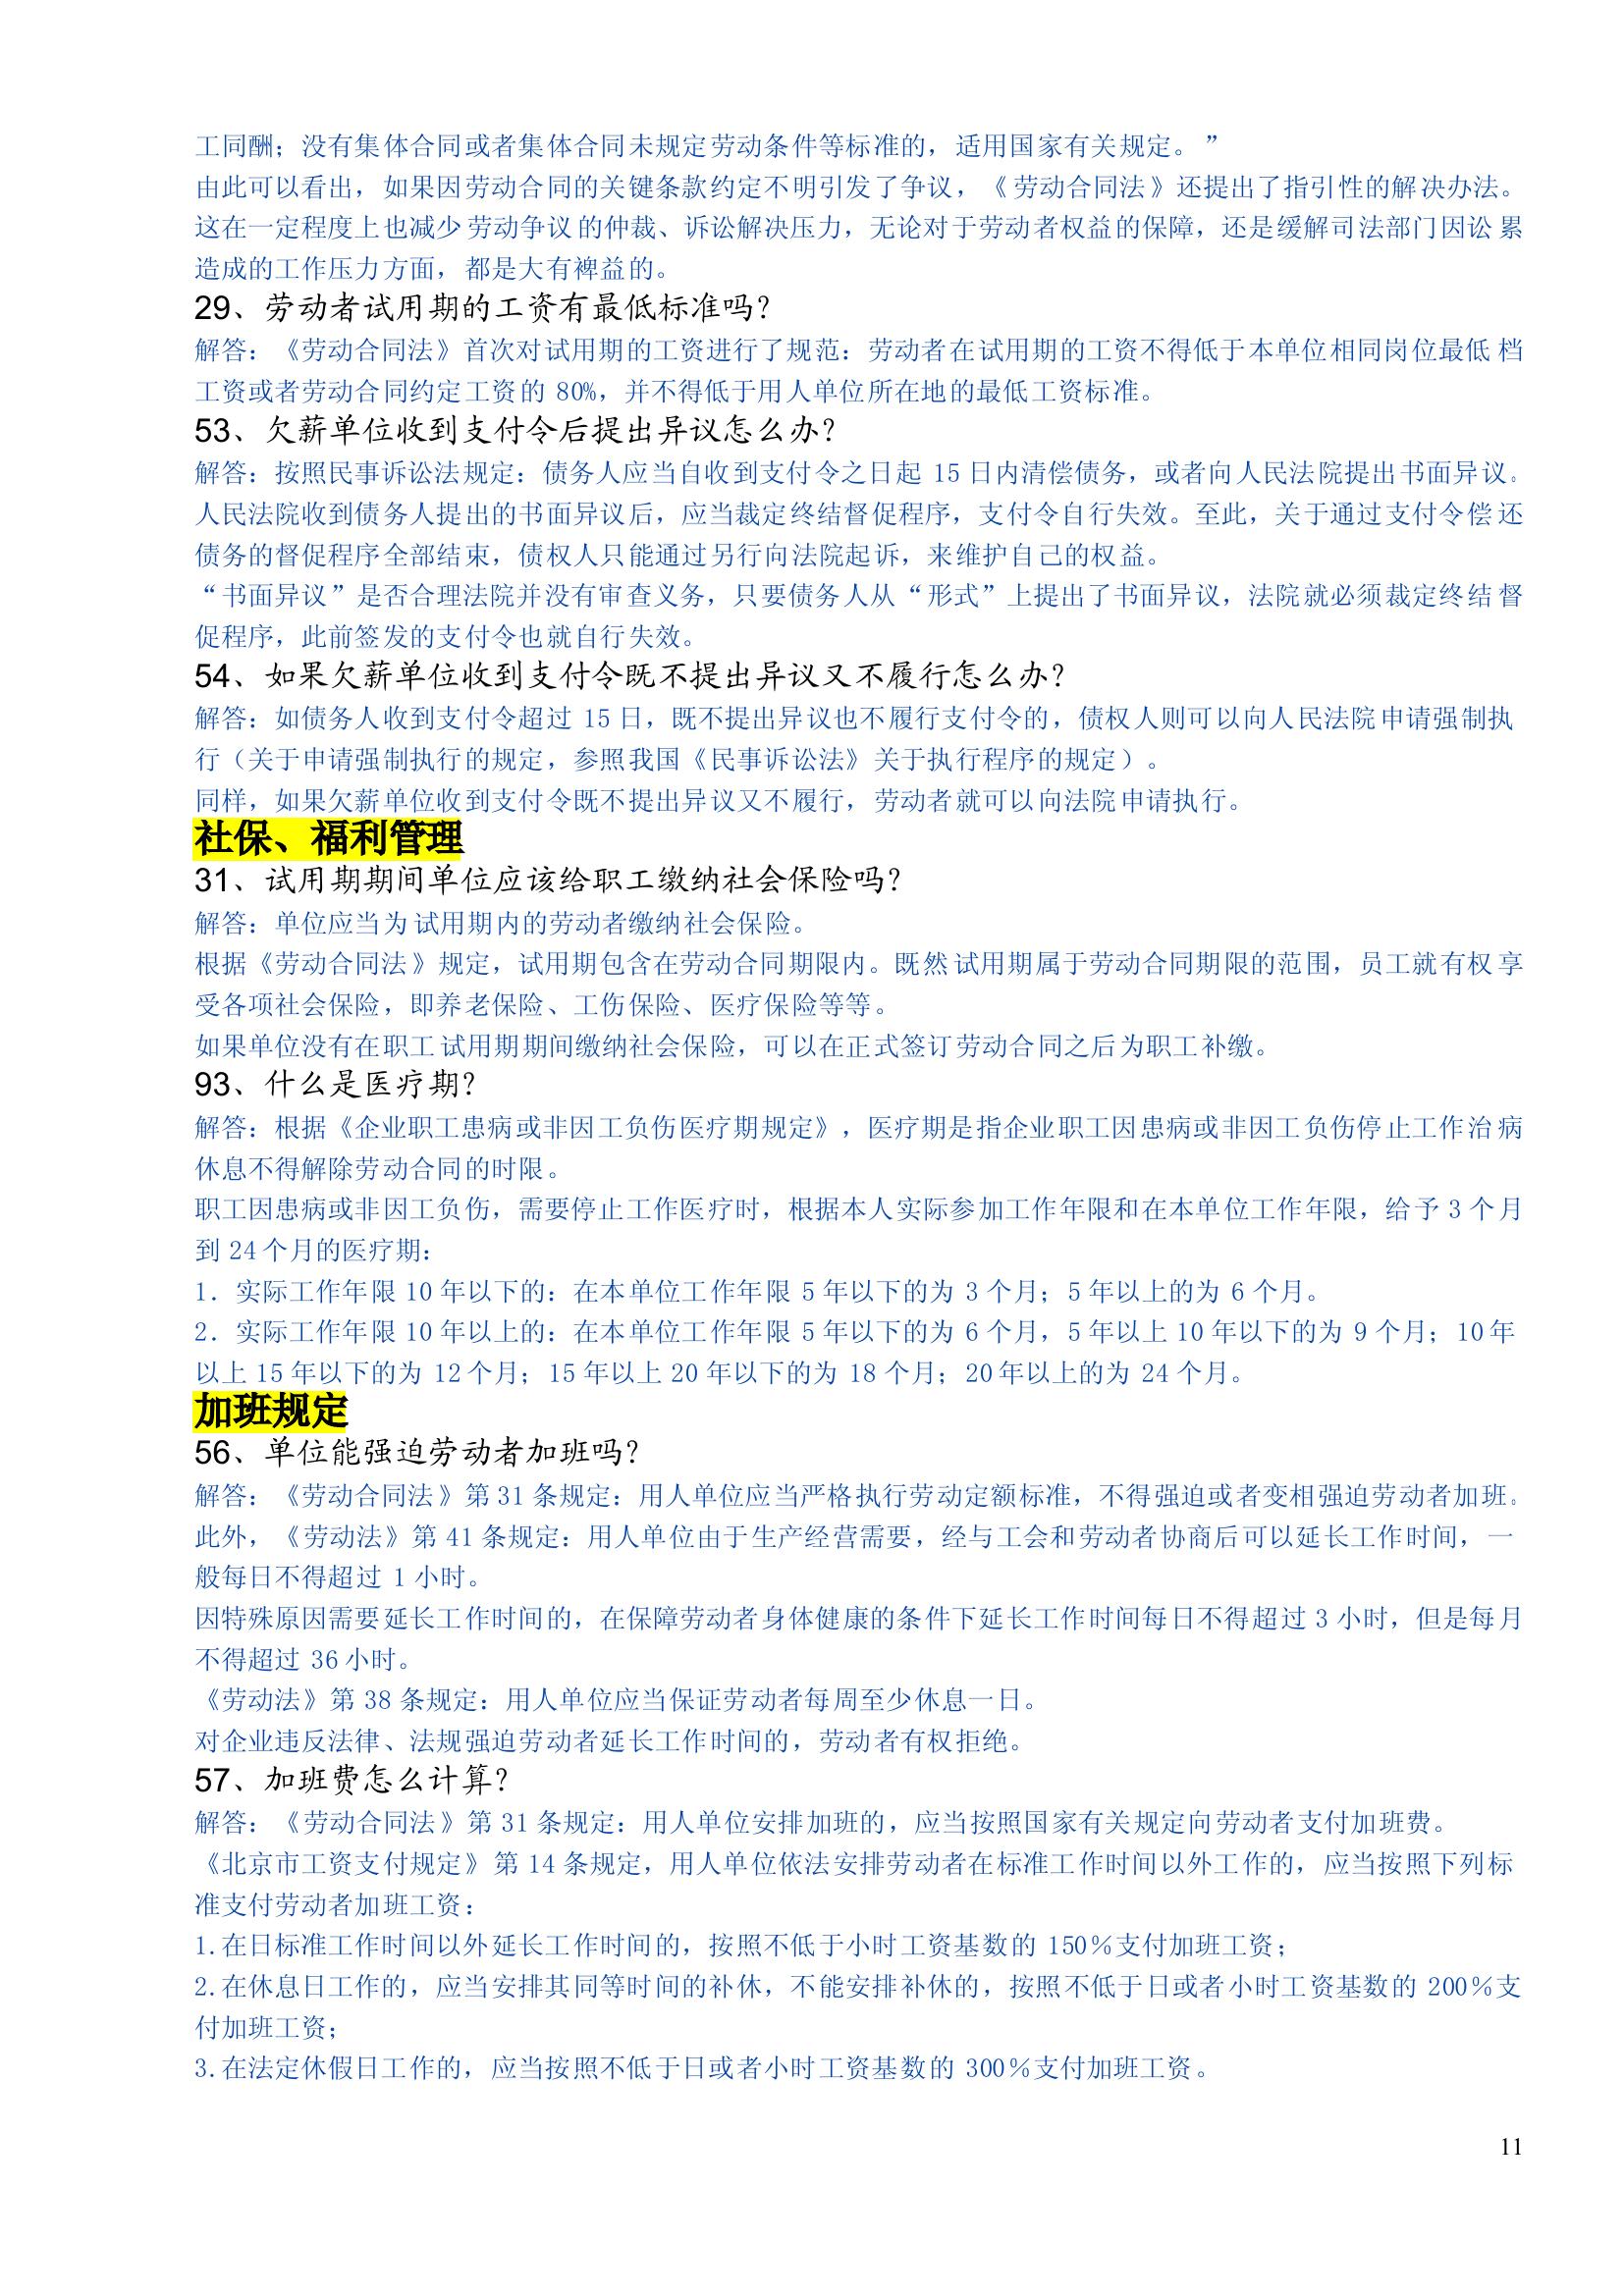 工同酬；没有集体合同或者集体合同未规定劳动条件等标准的，适用国家有关规定。”
由此可以看出，如果因劳动合同的关键条款约定不明引发了争议，《劳动合同法》还提出了指引性的解决办法。
这在一定程度上也减少劳动争议的仲裁、诉讼解决压力，无论对于劳动者权益的保障，还是缓解司法部门因讼累
造成的工作压力方面，都是大有裨益的。
29、劳动者试用期的工资有最低标准吗？
解答：《劳动合同法》首次对试用期的工资进行了规范：劳动者在试用期的工资不得低于本单位相同岗位最低档
工资或者劳动合同约定工资的 80%，并不得低于用人单位所在地的最低工资标准。
53、欠薪单位收到支付令后提出异议怎么办？
解答：按照民事诉讼法规定：债务人应当自收到支付令之日起 15 日内清偿债务，或者向人民法院提出书面异议。
人民法院收到债务人提出的书面异议后，应当裁定终结督促程序，支付令自行失效。至此，关于通过支付令偿还
债务的督促程序全部结束，债权人只能通过另行向法院起诉，来维护自己的权益。
“书面异议”是否合理法院并没有审查义务，只要债务人从“形式”上提出了书面异议，法院就必须裁定终结督
促程序，此前签发的支付令也就自行失效。
54、如果欠薪单位收到支付令既不提出异议又不履行怎么办？
解答：如债务人收到支付令超过 15 日，既不提出异议也不履行支付令的，债权人则可以向人民法院申请强制执
行（关于申请强制执行的规定，参照我国《民事诉讼法》关于执行程序的规定）。
同样，如果欠薪单位收到支付令既不提出异议又不履行，劳动者就可以向法院申请执行。
社保、福利管理
31、试用期期间单位应该给职工缴纳社会保险吗？
解答：单位应当为试用期内的劳动者缴纳社会保险。
根据《劳动合同法》规定，试用期包含在劳动合同期限内。既然试用期属于劳动合同期限的范围，员工就有权享
受各项社会保险，即养老保险、工伤保险、医疗保险等等。
如果单位没有在职工试用期期间缴纳社会保险，可以在正式签订劳动合同之后为职工补缴。
93、什么是医疗期？
解答：根据《企业职工患病或非因工负伤医疗期规定》，医疗期是指企业职工因患病或非因工负伤停止工作治病
休息不得解除劳动合同的时限。
职工因患病或非因工负伤，需要停止工作医疗时，根据本人实际参加工作年限和在本单位工作年限，给予 3 个月
到 24 个月的医疗期：
1．实际工作年限 10 年以下的：在本单位工作年限 5 年以下的为 3 个月；5 年以上的为 6 个月。
2．实际工作年限 10 年以上的：在本单位工作年限 5 年以下的为 6 个月，5 年以上 10 年以下的为 9 个月；10 年
以上 15 年以下的为 12 个月；15 年以上 20 年以下的为 18 个月；20 年以上的为 24 个月。
加班规定
56、单位能强迫劳动者加班吗？
解答：《劳动合同法》第 31 条规定：用人单位应当严格执行劳动定额标准，不得强迫或者变相强迫劳动者加班。
此外，《劳动法》第 41 条规定：用人单位由于生产经营需要，经与工会和劳动者协商后可以延长工作时间，一
般每日不得超过 1 小时。
因特殊原因需要延长工作时间的，在保障劳动者身体健康的条件下延长工作时间每日不得超过 3 小时，但是每月
不得超过 36 小时。
《劳动法》第 38 条规定：用人单位应当保证劳动者每周至少休息一日。
对企业违反法律、法规强迫劳动者延长工作时间的，劳动者有权拒绝。
57、加班费怎么计算？
解答：《劳动合同法》第 31 条规定：用人单位安排加班的，应当按照国家有关规定向劳动者支付加班费。
《北京市工资支付规定》第 14 条规定，用人单位依法安排劳动者在标准工作时间以外工作的，应当按照下列标
准支付劳动者加班工资：
1.在日标准工作时间以外延长工作时间的，按照不低于小时工资基数的 150％支付加班工资；
2.在休息日工作的，应当安排其同等时间的补休，不能安排补休的，按照不低于日或者小时工资基数的 200％支
付加班工资；
3.在法定休假日工作的，应当按照不低于日或者小时工资基数的 300％支付加班工资。
11